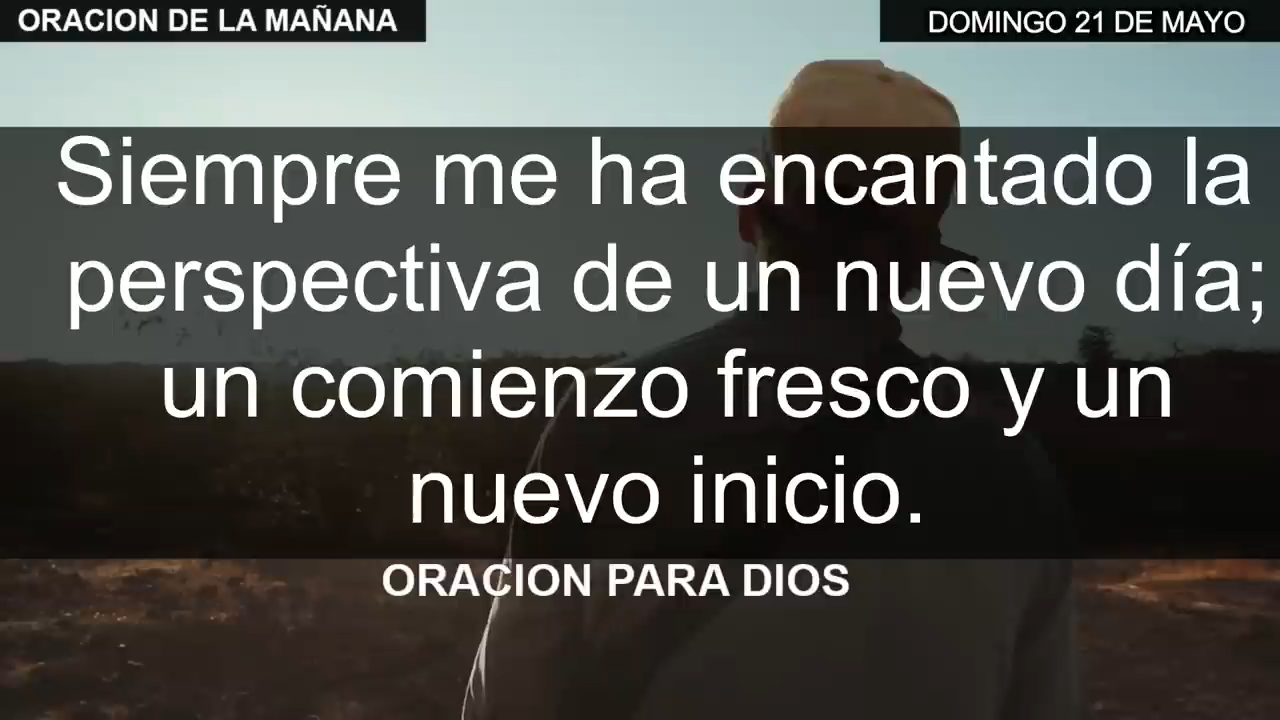 ORACION DE LA MAÑANA
DOMINGO 21 DE MAYO
Siempre me ha encantado la
perspectiva de un nuevo día;
un comienzo fresco y un
nuevo inicio.
ORACION PARA DIOS